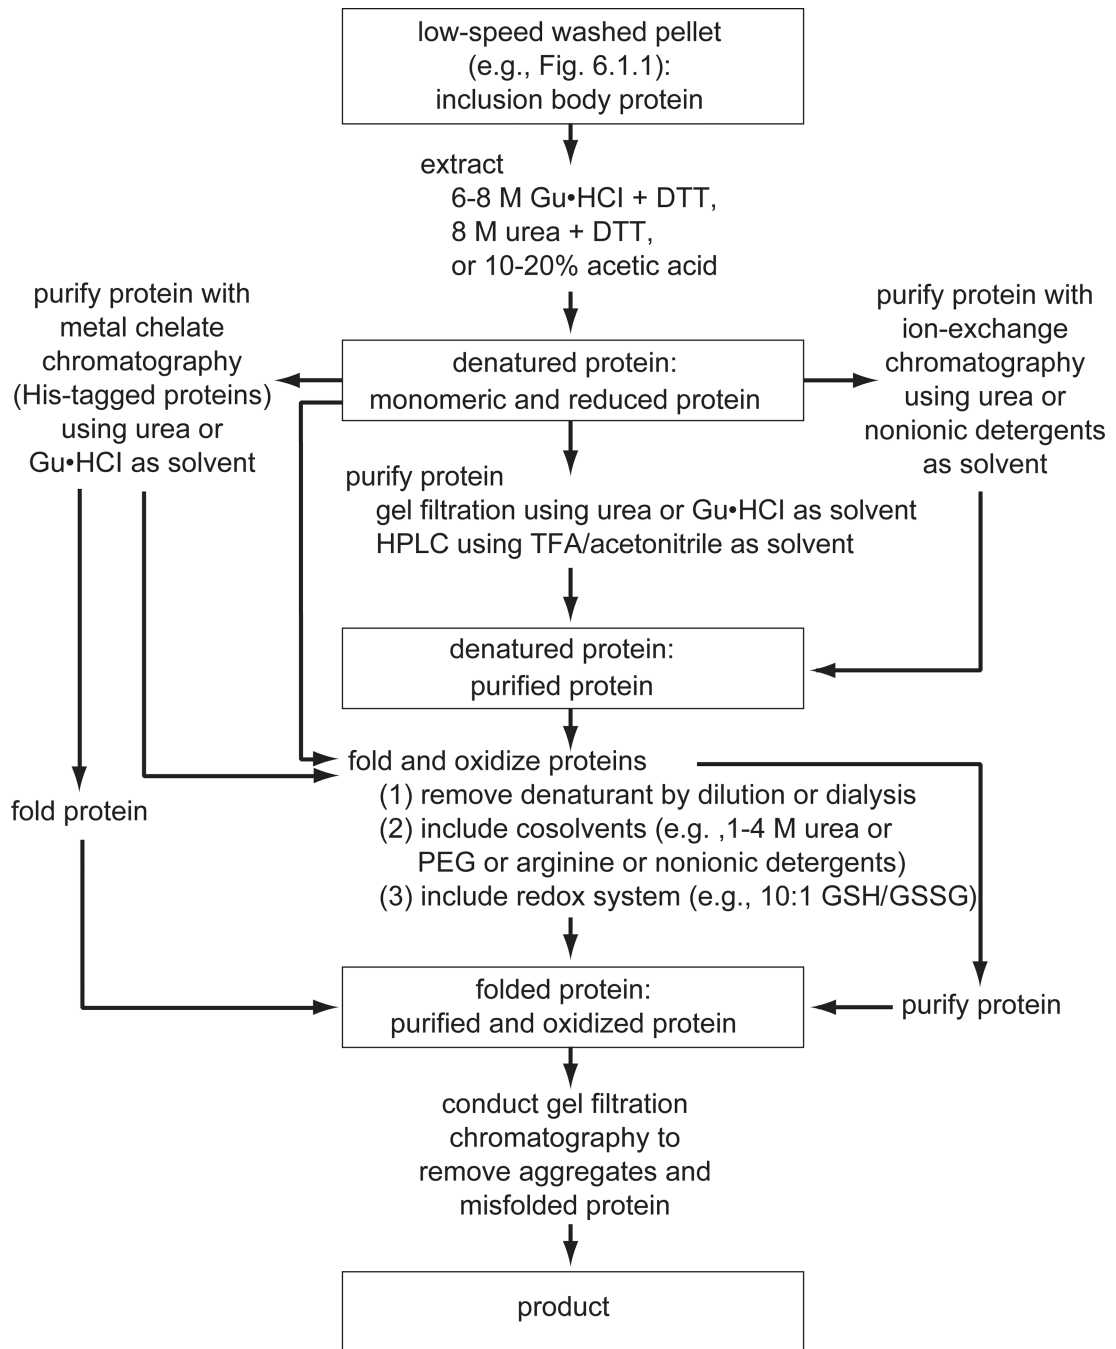 low-speed washed pellet
(e.g., Fig. 6.1.1):
inclusion body protein
extract
6-8 M Gu•HCl + DTT,
8 M urea + DTT,
or 10-20% acetic acid
purify protein with
metal chelate
chromatography
(His-tagged proteins)
using urea or
Gu•HCl as solvent
denatured protein:
monomeric and reduced protein
purify protein with
ion-exchange
chromatography
using urea or
nonionic detergents
as solvent
purify protein
gel filtration using urea or Gu•HCl as solvent
HPLC using TFA/acetonitrile as solvent
denatured protein:
purified protein
fold protein
fold and oxidize proteins
(1) remove denaturant by dilution or dialysis
(2) include cosolvents (e.g. ,1-4 M urea or
PEG or arginine or nonionic detergents)
(3) include redox system (e.g., 10:1 GSH/GSSG)
folded protein:
purified and oxidized protein
purify protein
conduct gel filtration
chromatography to
remove aggregates and
misfolded protein
product